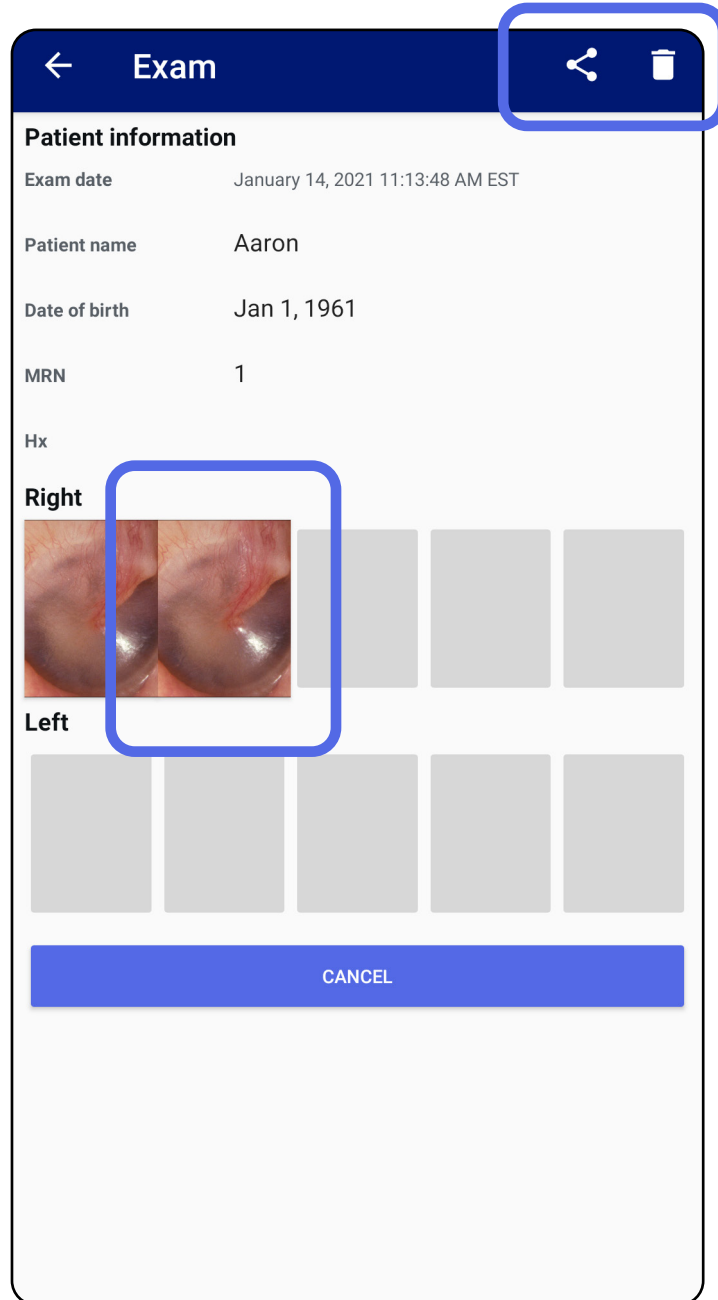 Exam
Patient information
Exam date January 14, 2021 11:13:48 AM EST
Patient name Aaron
Date of birth Jan 1, 1961
MRN 1
Hx
Right
Left
CANCEL